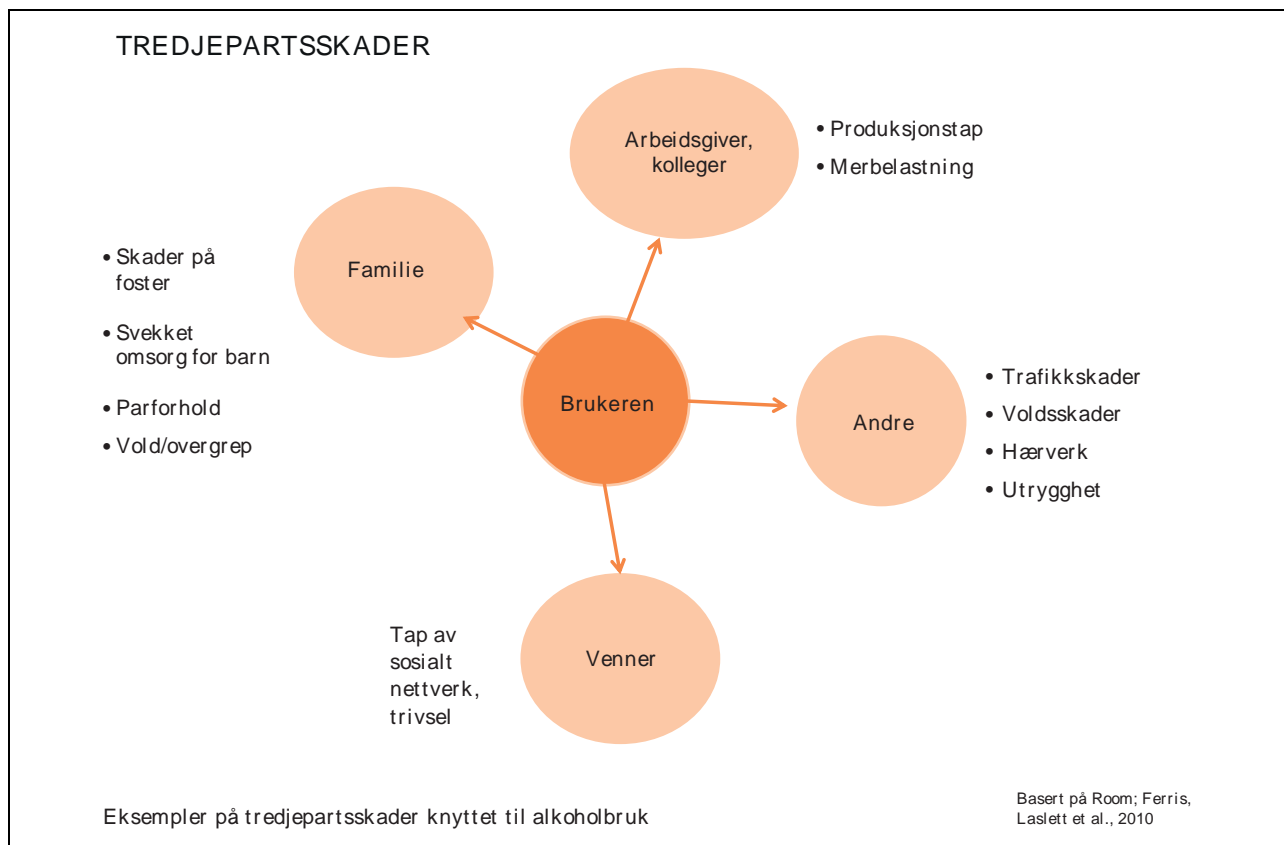 TREDJEPARTSSKADER
Arbeidsgiver,
kolleger
• Produksjonstap
• Merbelastning
Familie
• Skader på
foster
• Svekket
omsorg for barn
• Parforhold
• Vold/overgrep
Brukeren
Andre
• Trafikkskader
• Voldsskader
• Hærverk
• Utrygghet
Tap av
sosialt
nettverk,
trivsel
Venner
Eksempler på tredjepartsskader knyttet til alkoholbruk
Basert på Room; Ferris,
Laslett et al., 2010